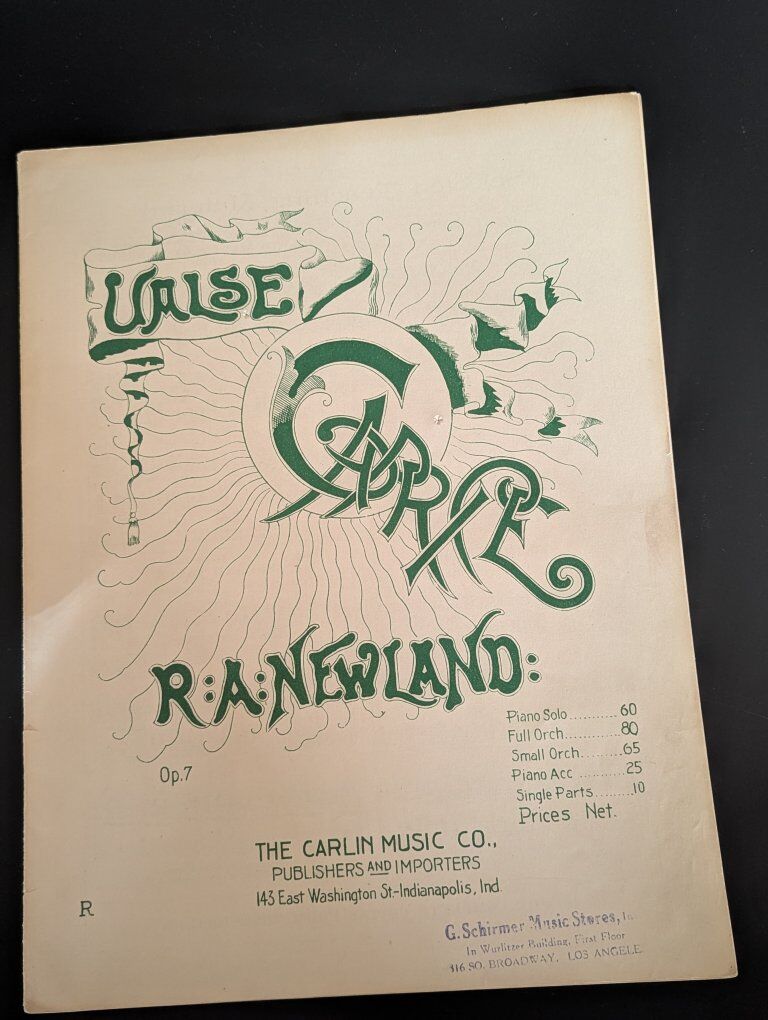 VALSE
CARRIE
R:A:NEWLAND:
Op.7
Piano Solo...........60
Full Orch............80
Small Orch........65
Piano Acc ..........25
Single Parts.........10
Prices Net.
THE CARLIN MUSIC CO.,
PUBLISHERS AND IMPORTERS
143 East Washington St.-Indianapolis, Ind.
R
G. Schirmer Music Stores, In
In Wurlitzer Building, First Floor
316 SO. BROADWAY, LOS ANGELE